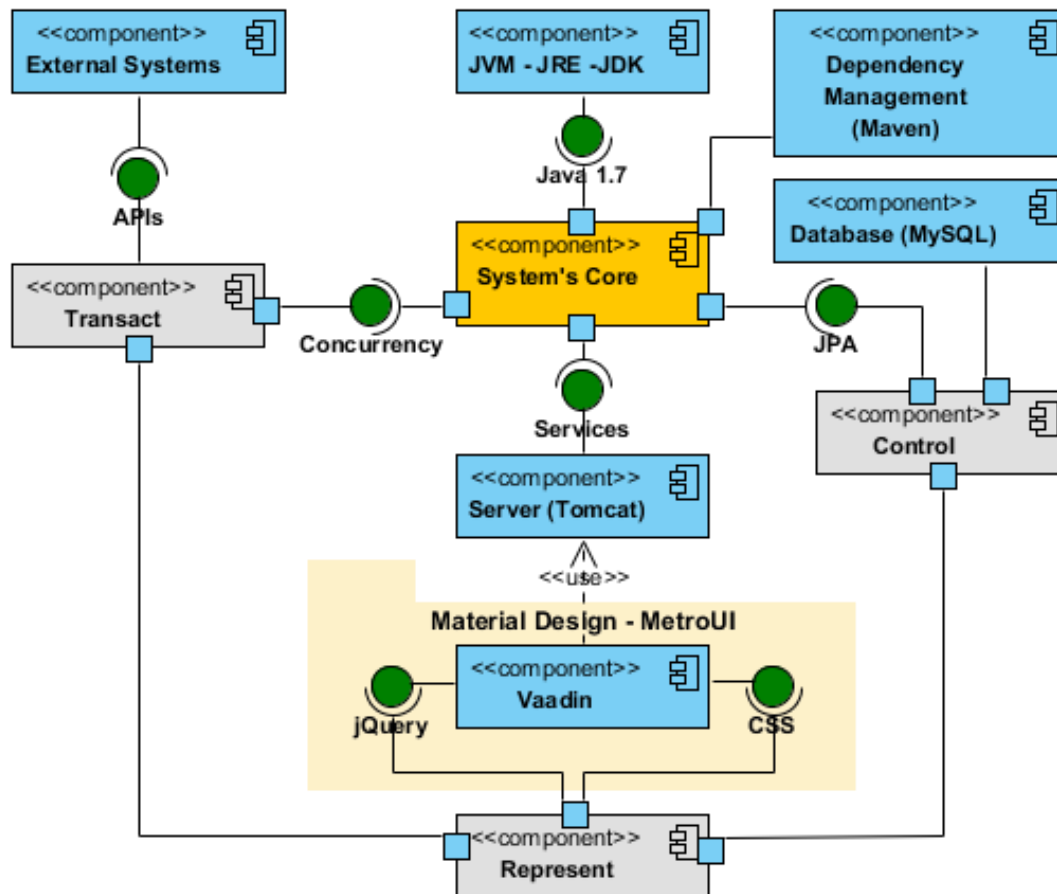 <<component>>
External Systems
<<component>>
JVM - JRE -JDK
<<component>>
Dependency
Management
(Maven)
APIs
Java 1.7
<<component>>
Database (MySQL)
<<component>>
System's Core
<<component>>
Transact
Concurrency
JPA
Services
<<component>>
Control
<<component>>
Server (Tomcat)
<<use>>
Material Design - MetroUI
<<component>>
Vaadin
jQuery
CSS
<<component>>
Represent